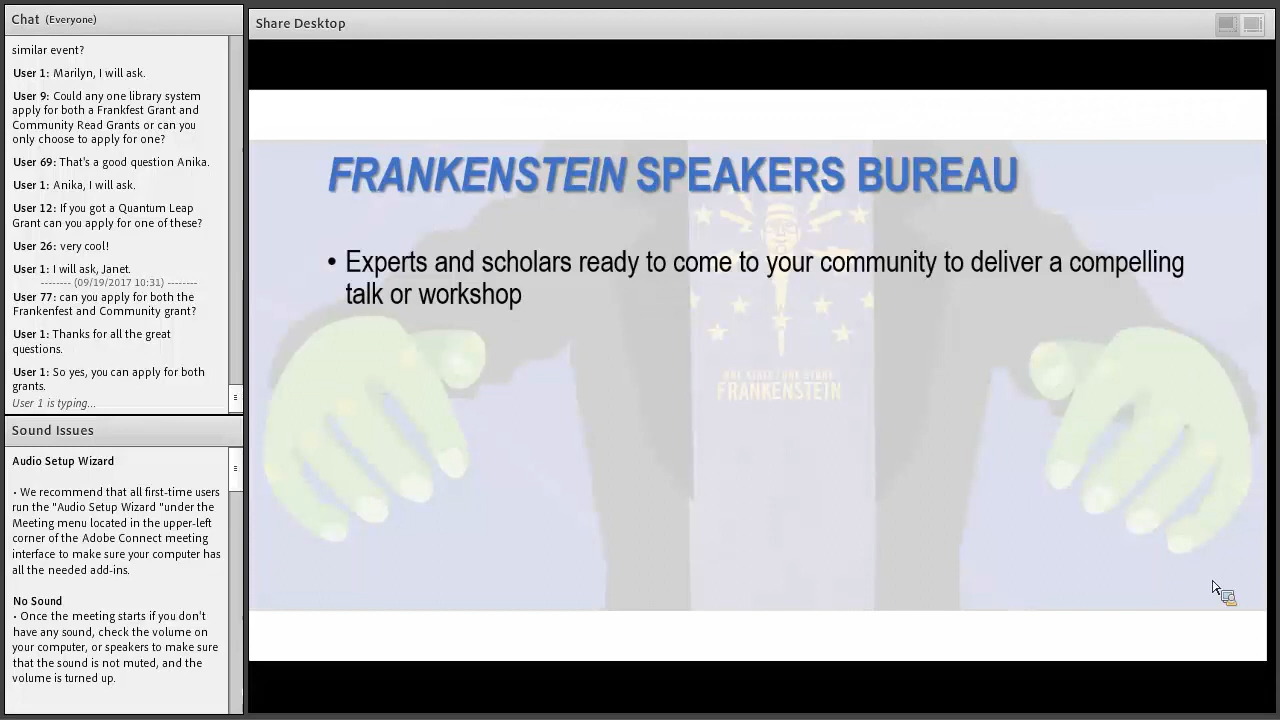 Chat (Everyone)
similar event?
User 1: Marilyn, I will ask.
User 9: Could any one library system
apply for both a Frankfest Grant and
Community Read Grants or can you
only choose to apply for one?
User 69: That's a good question Anika.
User 1: Anika, I will ask.
User 12: If you got a Quantum Leap
Grant can you apply for one of these?
User 26: very cool!
User 1: I will ask, Janet.
-------- (09/19/2017 10:31) --------
User 77: can you apply for both the
Frankenfest and Community grant?
User 1: Thanks for all the great
questions.
User 1: So yes, you can apply for both
grants.
User 1 is typing...
Sound Issues
Audio Setup Wizard
• We recommend that all first-time users
run the "Audio Setup Wizard "under the
Meeting menu located in the upper-left
corner of the Adobe Connect meeting
interface to make sure your computer has
all the needed add-ins.
No Sound
• Once the meeting starts if you don't
have any sound, check the volume on
your computer, or speakers to make sure
that the sound is not muted, and the
volume is turned up.
Share Desktop
FRANKENSTEIN SPEAKERS BUREAU
• Experts and scholars ready to come to your community to deliver a compelling
talk or workshop
ONE STATE / ONE STORY:
FRANKENSTEIN